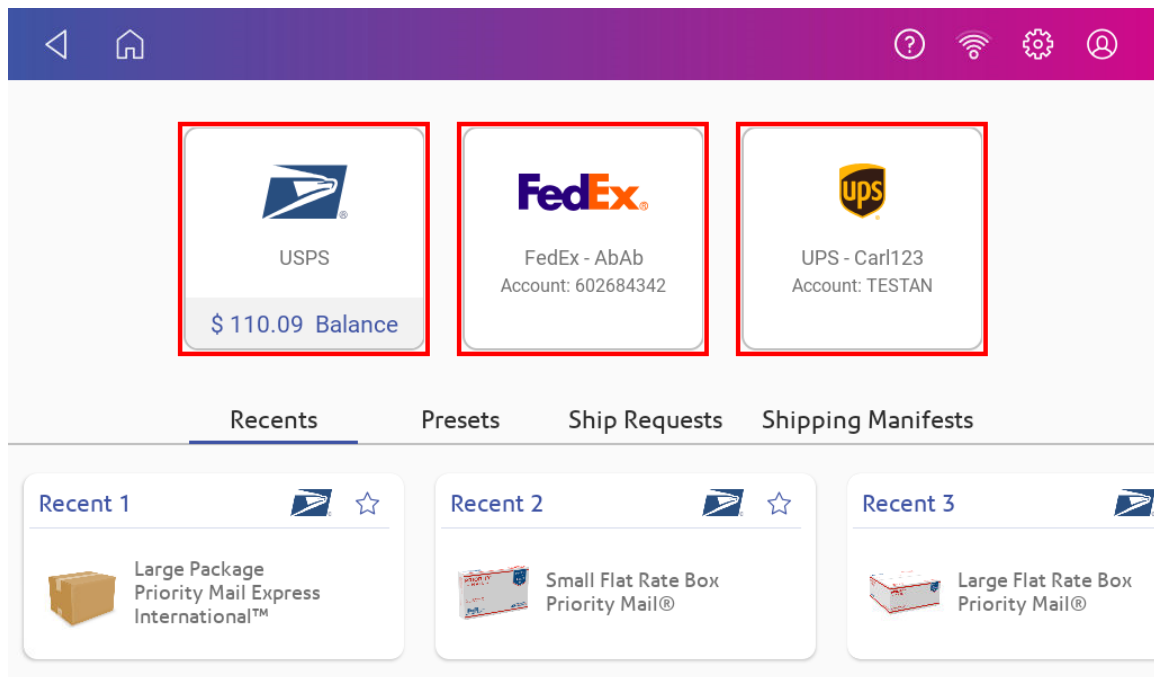 FedEx®
ups
USPS
FedEx - AbAb
UPS - Carl123
Account: 602684342
Account: TESTAN
$ 110.09 Balance
Recents Presets Ship Requests Shipping Manifests
Recent 1
Recent 2
Recent 3
Large Package
Priority Mail Express
International™
Small Flat Rate Box
Priority Mail®
Large Flat Rate Box
Priority Mail®